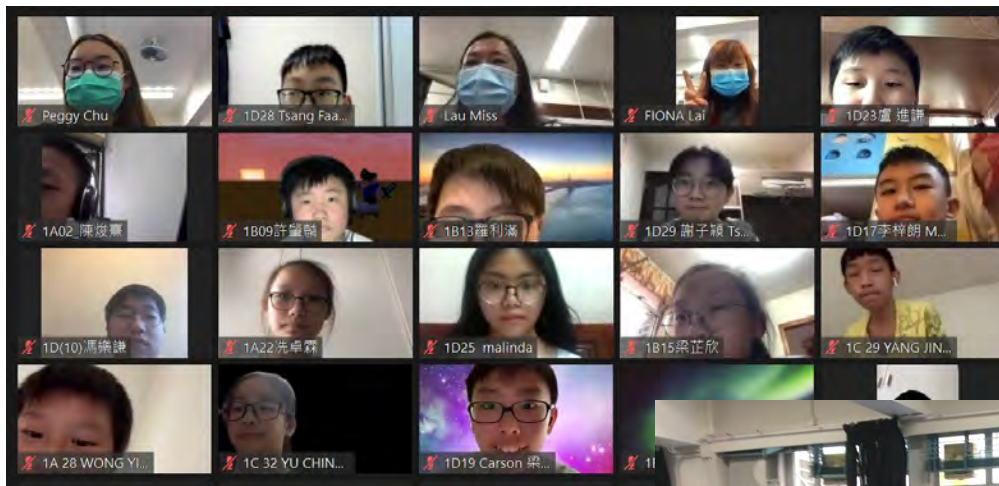 Peggy Chu
1D28 Tsang Faa...
Lau Miss
FIONA Lai
1D23盧 進謙
1A02_陳焌熹
1B09許肇麟
1B13羅利滿
1D29 謝子穎 Ts...
1D17李梓朗 M...
1D(10)馮樂謙
1A22冼卓霖
1D25 malinda
1B15梁芷欣
1C 29 YANG JIN...
1A 28 WONG YI...
1C 32 YU CHIN...
1D19 Carson 梁...